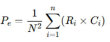 $$P_e = \frac{1}{N^2} \sum_{i=1}^{n} (R_i \times C_i)$$